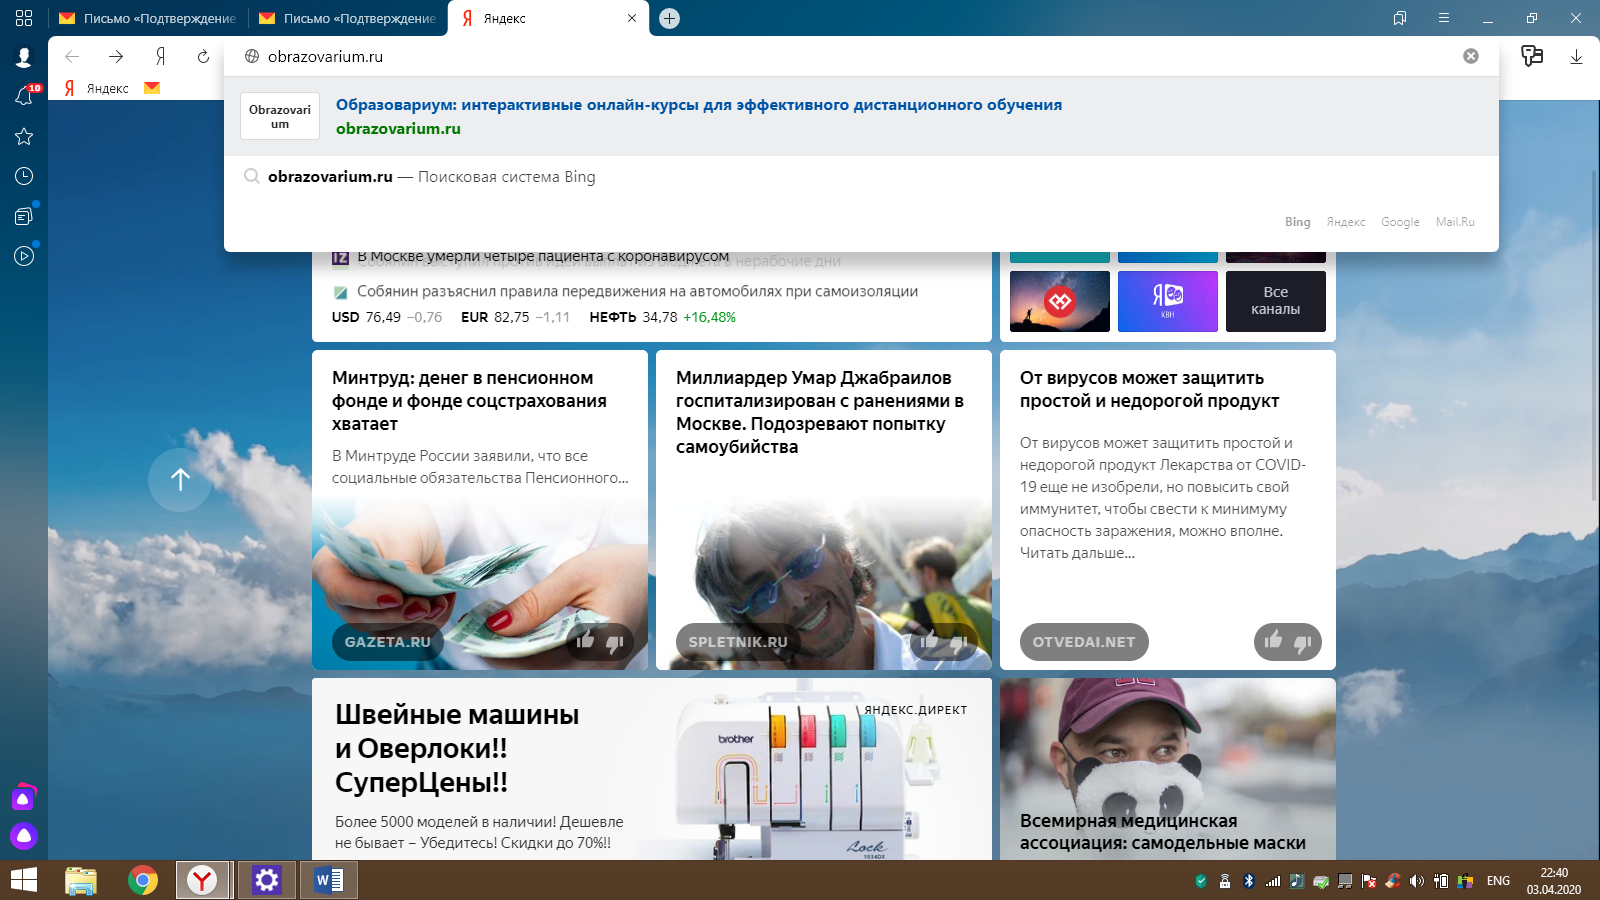 Письмо «Подтверждение
Письмо «Подтверждение
Яндекс
obrazovarium.ru
Яндекс
10
Obrazovari
um
Образовариум: интерактивные онлайн-курсы для эффективного дистанционного обучения
obrazovarium.ru
obrazovarium.ru — Поисковая система Bing
Bing Яндекс Google Mail.Ru
В Москве умерли четыре пациента с коронавирусом
Собянин разъяснил правила передвижения на автомобилях при самоизоляции
USD 76,49 −0,76 EUR 82,75 −1,11 НЕФТЬ 34,78 +16,48%
КВН
Все
каналы
Минтруд: денег в пенсионном
фонде и фонде соцстрахования
хватает
В Минтруде России заявили, что все
социальные обязательства Пенсионного...
GAZETA.RU
Миллиардер Умар Джабраилов
госпитализирован с ранениями в
Москве. Подозревают попытку
самоубийства
SPLETNIK.RU
От вирусов может защитить
простой и недорогой продукт
От вирусов может защитить простой и
недорогой продукт Лекарства от COVID-
19 еще не изобрели, но повысить свой
иммунитет, чтобы свести к минимуму
опасность заражения, можно вполне.
Читать дальше...
OTVEDAI.NET
Швейные машины
и Оверлоки!!
СуперЦены!!
Более 5000 моделей в наличии! Дешевле
не бывает – Убедитесь! Скидки до 70%!!
ЯНДЕКС.ДИРЕКТ
brother
Lock
1034DX
Всемирная медицинская
ассоциация: самодельные маски
ENG
22:40
03.04.2020